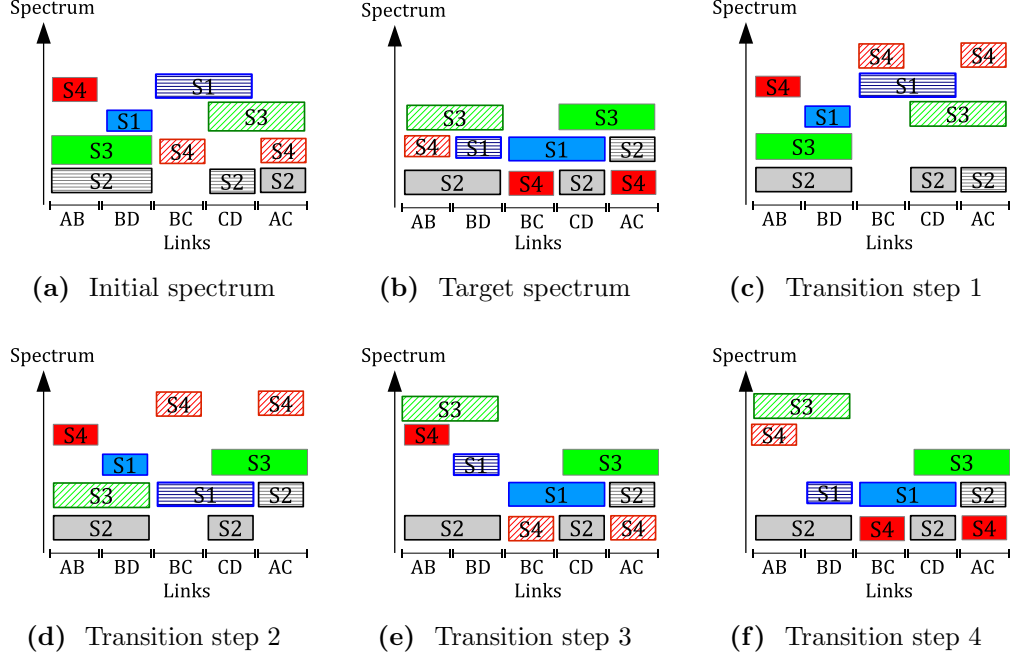 Spectrum
S4
S1
S1
S3
S3
S4
S4
S2
S2
S2
AB BD BC CD AC
Links
(a) Initial spectrum
Spectrum
S3
S3
S4
S1
S1
S2
S2
S4
S2
S4
AB BD BC CD AC
Links
(b) Target spectrum
Spectrum
S4
S4
S4
S1
S1
S3
S3
S2
S2
S2
AB BD BC CD AC
Links
(c) Transition step 1
Spectrum
S4
S4
S4
S1
S3
S3
S1
S2
S2
S2
AB BD BC CD AC
Links
(d) Transition step 2
Spectrum
S3
S4
S1
S3
S1
S2
S2
S4
S2
S4
AB BD BC CD AC
Links
(e) Transition step 3
Spectrum
S3
S4
S3
S1
S1
S2
S2
S4
S2
S4
AB BD BC CD AC
Links
(f) Transition step 4